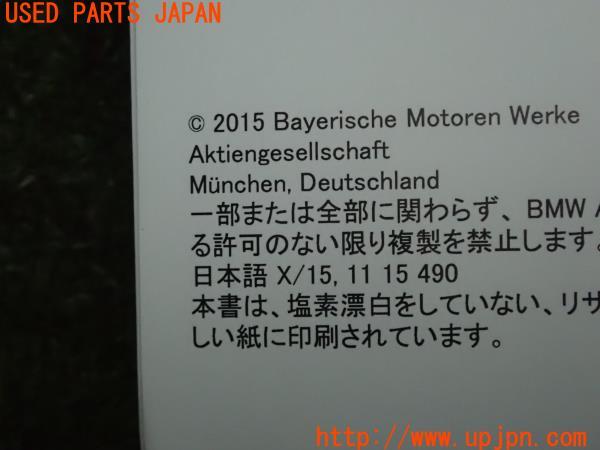 USED PARTS JAPAN
© 2015 Bayerische Motoren Werke
Aktiengesellschaft
München, Deutschland
一部または全部に関わらず、BMW A
る許可のない限り複製を禁止します。
日本語 X/15, 11 15 490
本書は、塩素漂白をしていない、リサ
しい紙に印刷されています。
http://www.upjpn.com/